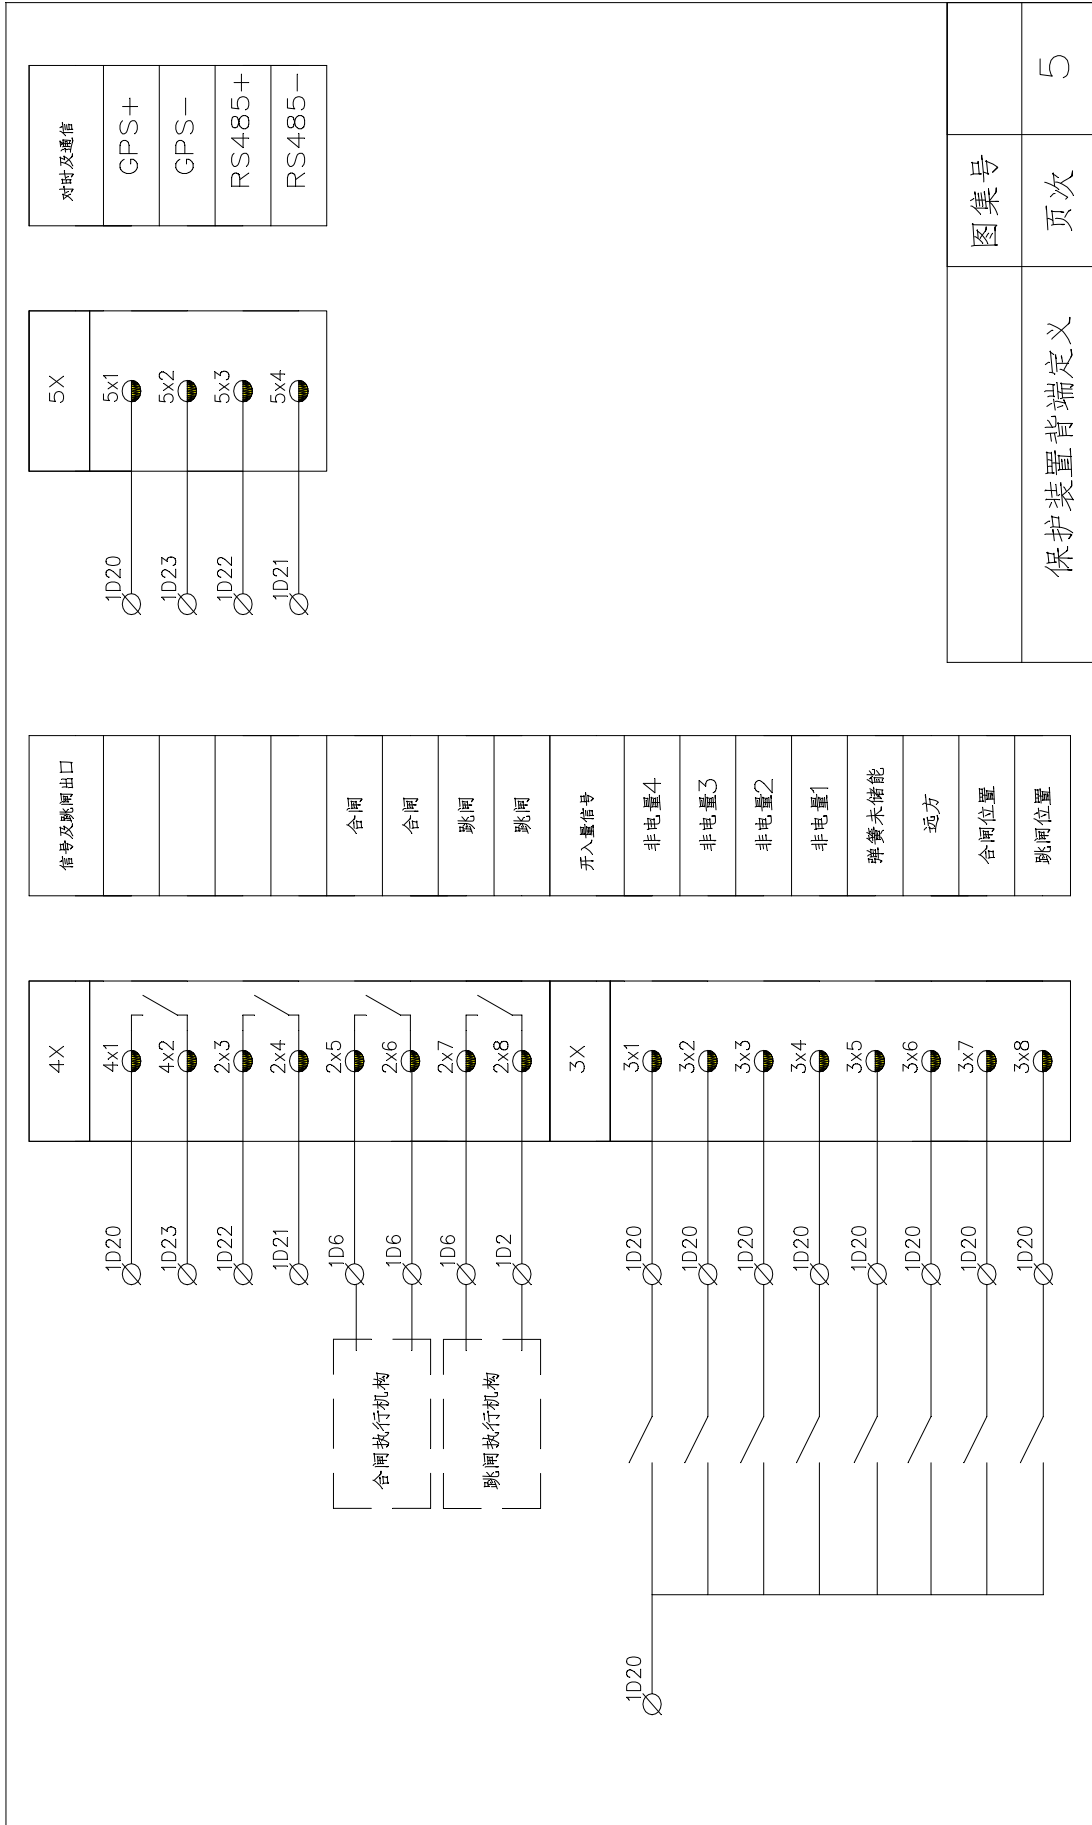 4X
1D20
4x1
1D23
4x2
1D22
2x3
1D21
2x4
1D6
2x5
1D6
2x6
1D6
2x7
1D2
2x8
合闸执行机构
跳闸执行机构
信号及跳闸出口
合闸
合闸
跳闸
跳闸
3X
1D20
1D20
3x1
1D20
3x2
1D20
3x3
1D20
3x4
1D20
3x5
1D20
3x6
1D20
3x7
1D20
3x8
开入量信号
非电量4
非电量3
非电量2
非电量1
弹簧未储能
远方
合闸位置
跳闸位置
5X
1D20
5x1
1D23
5x2
1D22
5x3
1D21
5x4
对时及通信
GPS+
GPS-
RS485+
RS485-
图集号
保护装置背端定义
页次
5